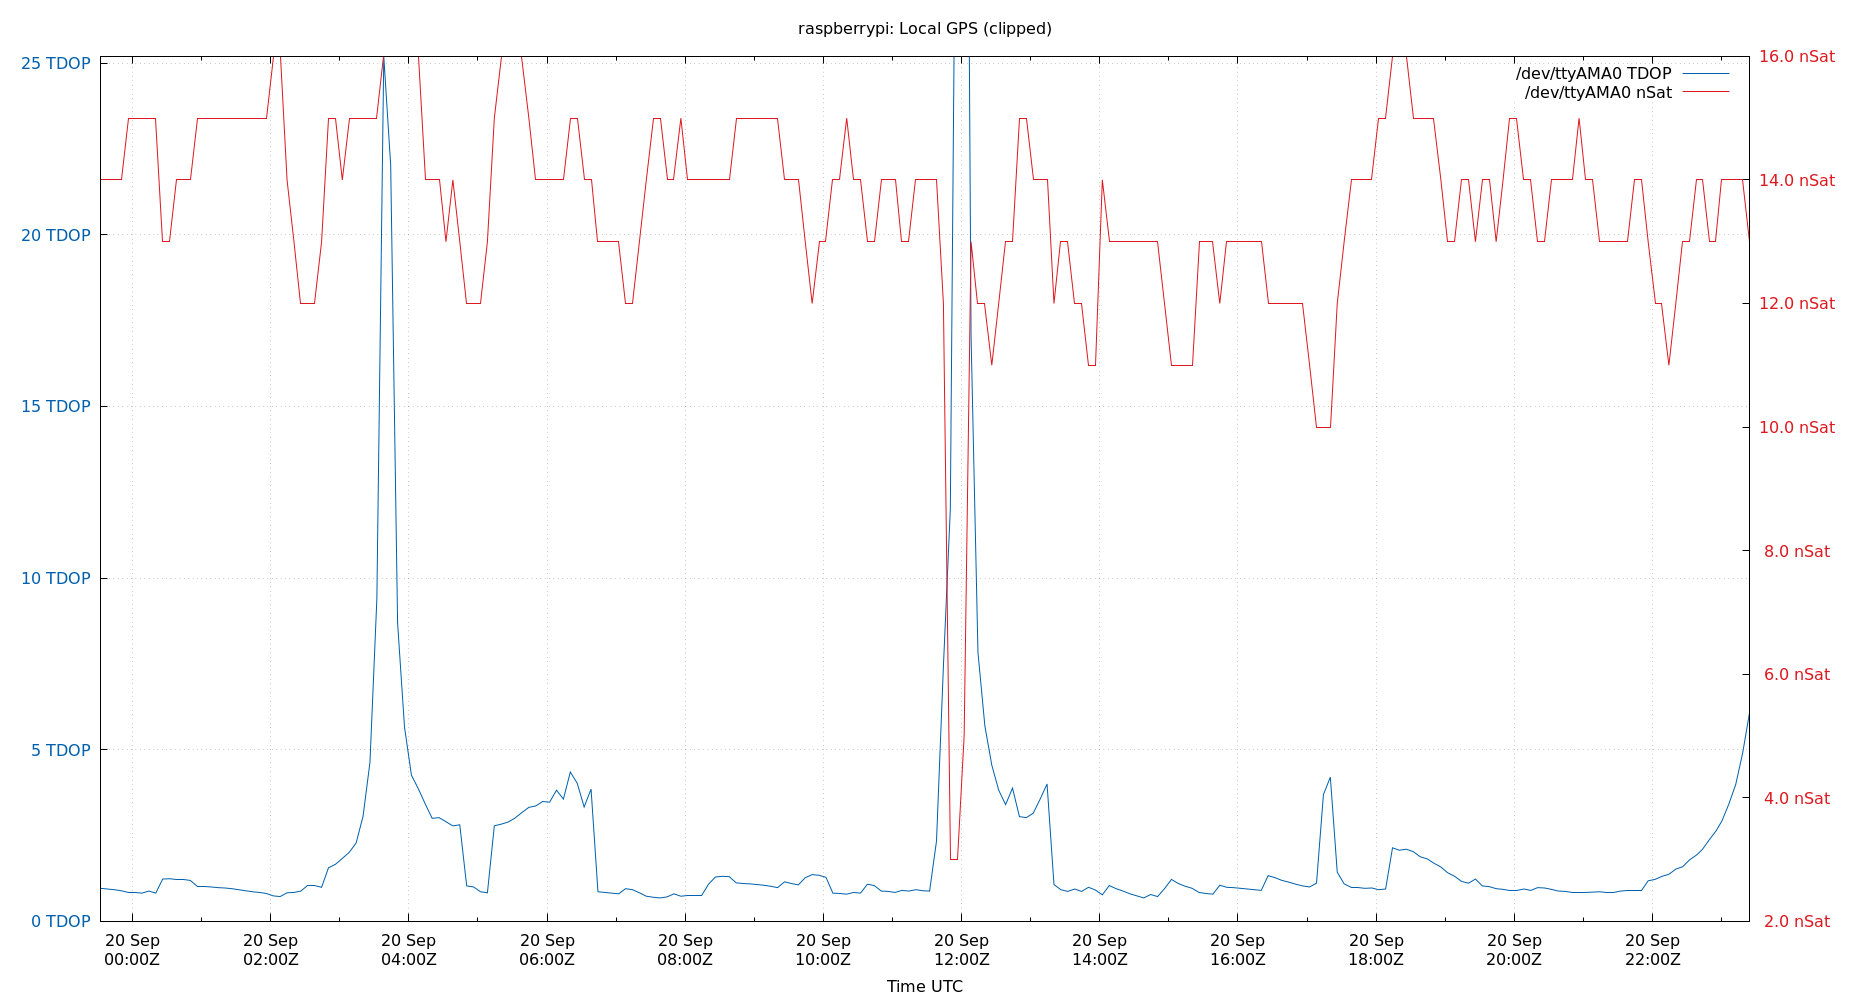 raspberrypi: Local GPS (clipped)
/dev/ttyAMA0 TDOP
/dev/ttyAMA0 nSat
25 TDOP
20 TDOP
15 TDOP
10 TDOP
5 TDOP
0 TDOP
16.0 nSat
14.0 nSat
12.0 nSat
10.0 nSat
8.0 nSat
6.0 nSat
4.0 nSat
2.0 nSat
20 Sep
00:00Z
20 Sep
02:00Z
20 Sep
04:00Z
20 Sep
06:00Z
20 Sep
08:00Z
20 Sep
10:00Z
20 Sep
12:00Z
20 Sep
14:00Z
20 Sep
16:00Z
20 Sep
18:00Z
20 Sep
20:00Z
20 Sep
22:00Z
Time UTC